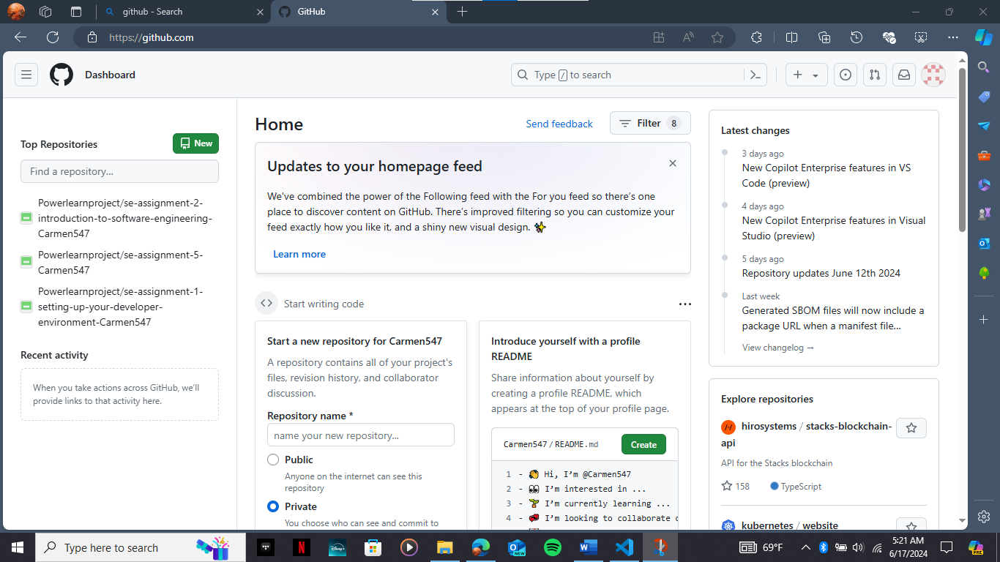 github - Search
GitHub
https://github.com
Dashboard
Type / to search
Top Repositories
New
Find a repository...
Powerlearnproject/se-assignment-2-
introduction-to-software-engineering-
Carmen547
Powerlearnproject/se-assignment-5-
Carmen547
Powerlearnproject/se-assignment-1-
setting-up-your-developer-
environment-Carmen547
Recent activity
When you take actions across GitHub, we'll
provide links to that activity here.
Home
Send feedback
Filter 8
Updates to your homepage feed
We've combined the power of the Following feed with the For you feed so there's one
place to discover content on GitHub. There's improved filtering so you can customize your
feed exactly how you like it, and a shiny new visual design. ✨
Learn more
Start writing code
Start a new repository for Carmen547
A repository contains all of your project's
files, revision history, and collaborator
discussion.
Repository name *
name your new repository...
Public
Anyone on the internet can see this
repository
Private
You choose who can see and commit to
Introduce yourself with a profile
README
Share information about yourself by
creating a profile README, which
appears at the top of your profile page.
Carmen547 / README.md
Create
1 - 👋 Hi, I'm @Carmen547
2 - 👀 I'm interested in ...
3 - 🌱 I'm currently learning ...
4 - 💞️ I'm looking to collaborate
Latest changes
3 days ago
New Copilot Enterprise features in VS
Code (preview)
4 days ago
New Copilot Enterprise features in Visual
Studio (preview)
5 days ago
Repository updates June 12th 2024
Last week
Generated SBOM files will now include a
package URL when a manifest file...
View changelog →
Explore repositories
hirosystems / stacks-blockchain-
api
API for the Stacks blockchain
158
TypeScript
kubernetes / website
Type here to search
69°F
5:21 AM
6/17/2024